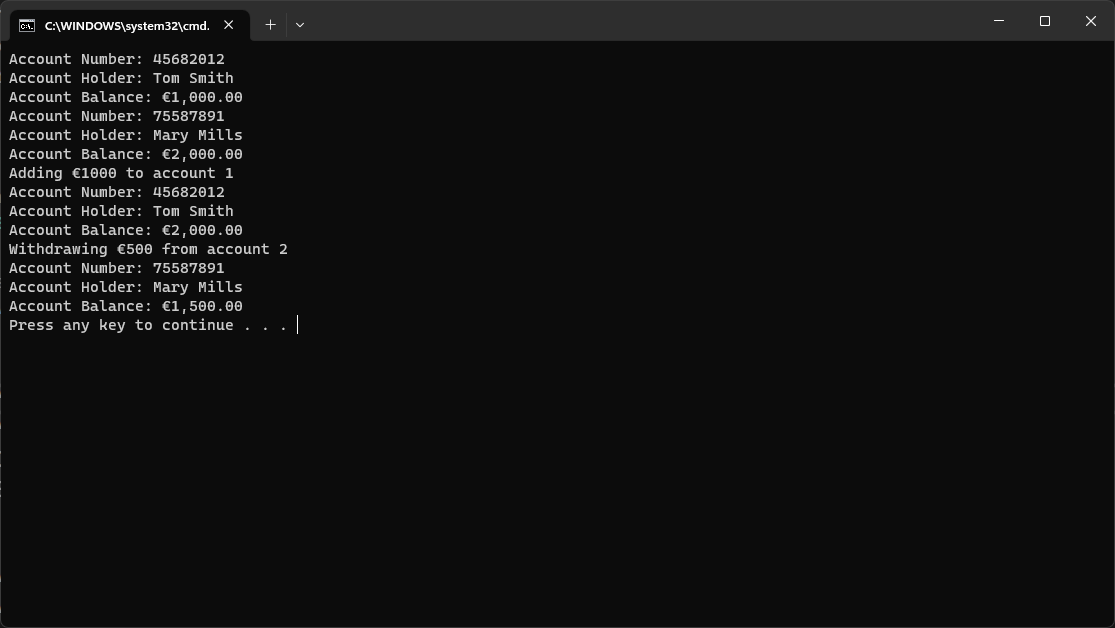 C:\WINDOWS\system32\cmd.
Account Number: 45682012
Account Holder: Tom Smith
Account Balance: €1,000.00
Account Number: 75587891
Account Holder: Mary Mills
Account Balance: €2,000.00
Adding €1000 to account 1
Account Number: 45682012
Account Holder: Tom Smith
Account Balance: €2,000.00
Withdrawing €500 from account 2
Account Number: 75587891
Account Holder: Mary Mills
Account Balance: €1,500.00
Press any key to continue . . .